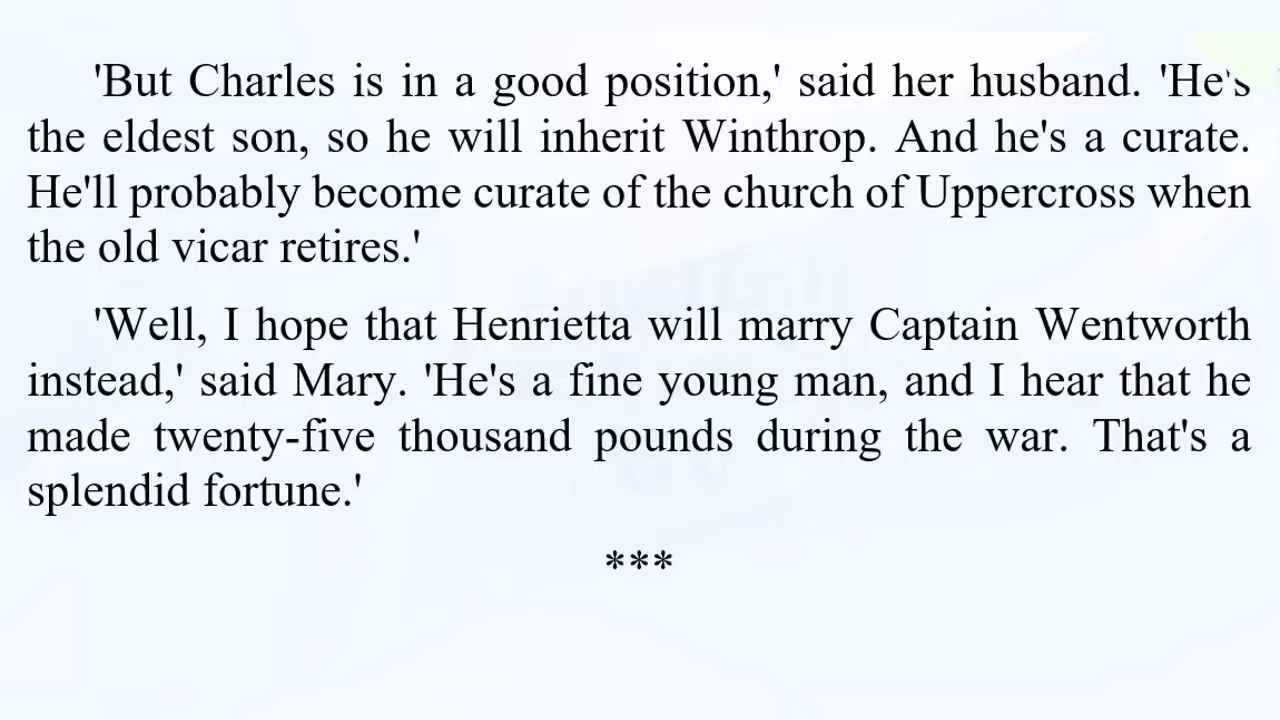 'But Charles is in a good position,' said her husband. 'He's
the eldest son, so he will inherit Winthrop. And he's a curate.
He'll probably become curate of the church of Uppercross when
the old vicar retires.'
'Well, I hope that Henrietta will marry Captain Wentworth
instead,' said Mary. 'He's a fine young man, and I hear that he
made twenty-five thousand pounds during the war. That's a
splendid fortune.'
***